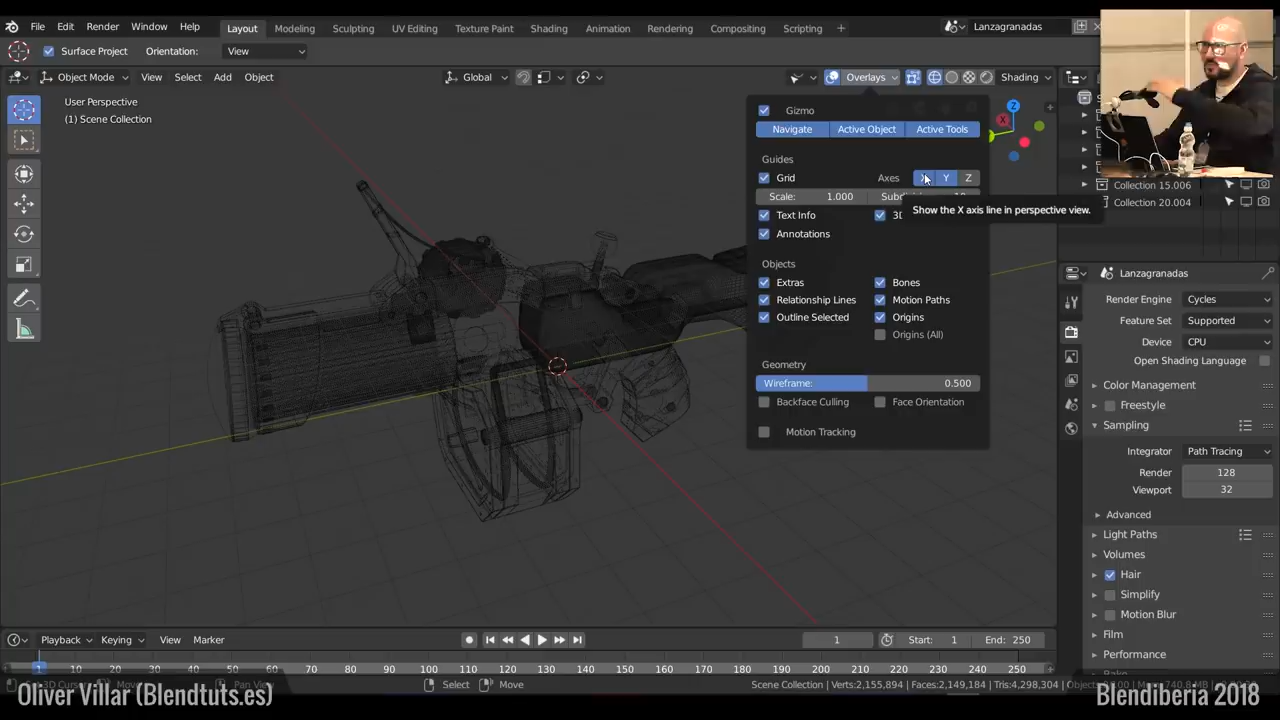 File Edit Render Window Help Layout Modeling Sculpting UV Editing Texture Paint Shading Animation Rendering Compositing Scripting + Lanzagranadas
Surface Project Orientation: View
Object Mode View Select Add Object Global Overlays Shading
User Perspective
(1) Scene Collection
Gizmo
Navigate Active Object Active Tools
Guides
Grid Axes X Y Z
Scale: 1.000
Text Info 3D
Show the X axis line in perspective view.
Annotations
Objects
Extras Bones
Relationship Lines Motion Paths
Outline Selected Origins
Origins (All)
Geometry
Wireframe: 0.500
Backface Culling Face Orientation
Motion Tracking
Z
X
Collection 15.006
Collection 20.004
Lanzagranadas
Render Engine Cycles
Feature Set Supported
Device CPU
Open Shading Language
Color Management
Freestyle
Sampling
Integrator Path Tracing
Render 128
Viewport 32
Advanced
Light Paths
Volumes
Hair
Simplify
Motion Blur
Film
Performance
Playback Keying View Marker 1 Start: 1 End: 250
1 10 20 30 40 50 60 70 80 90 100 110 120 130 140 150 160 170 180 190 200 210 220 230 240 250
Select Move Scene Collection | Verts:2,155,894 | Faces:2,149,184 | Tris:4,298,304
Oliver Villar (Blendtuts.es)
Blendiberia 2018